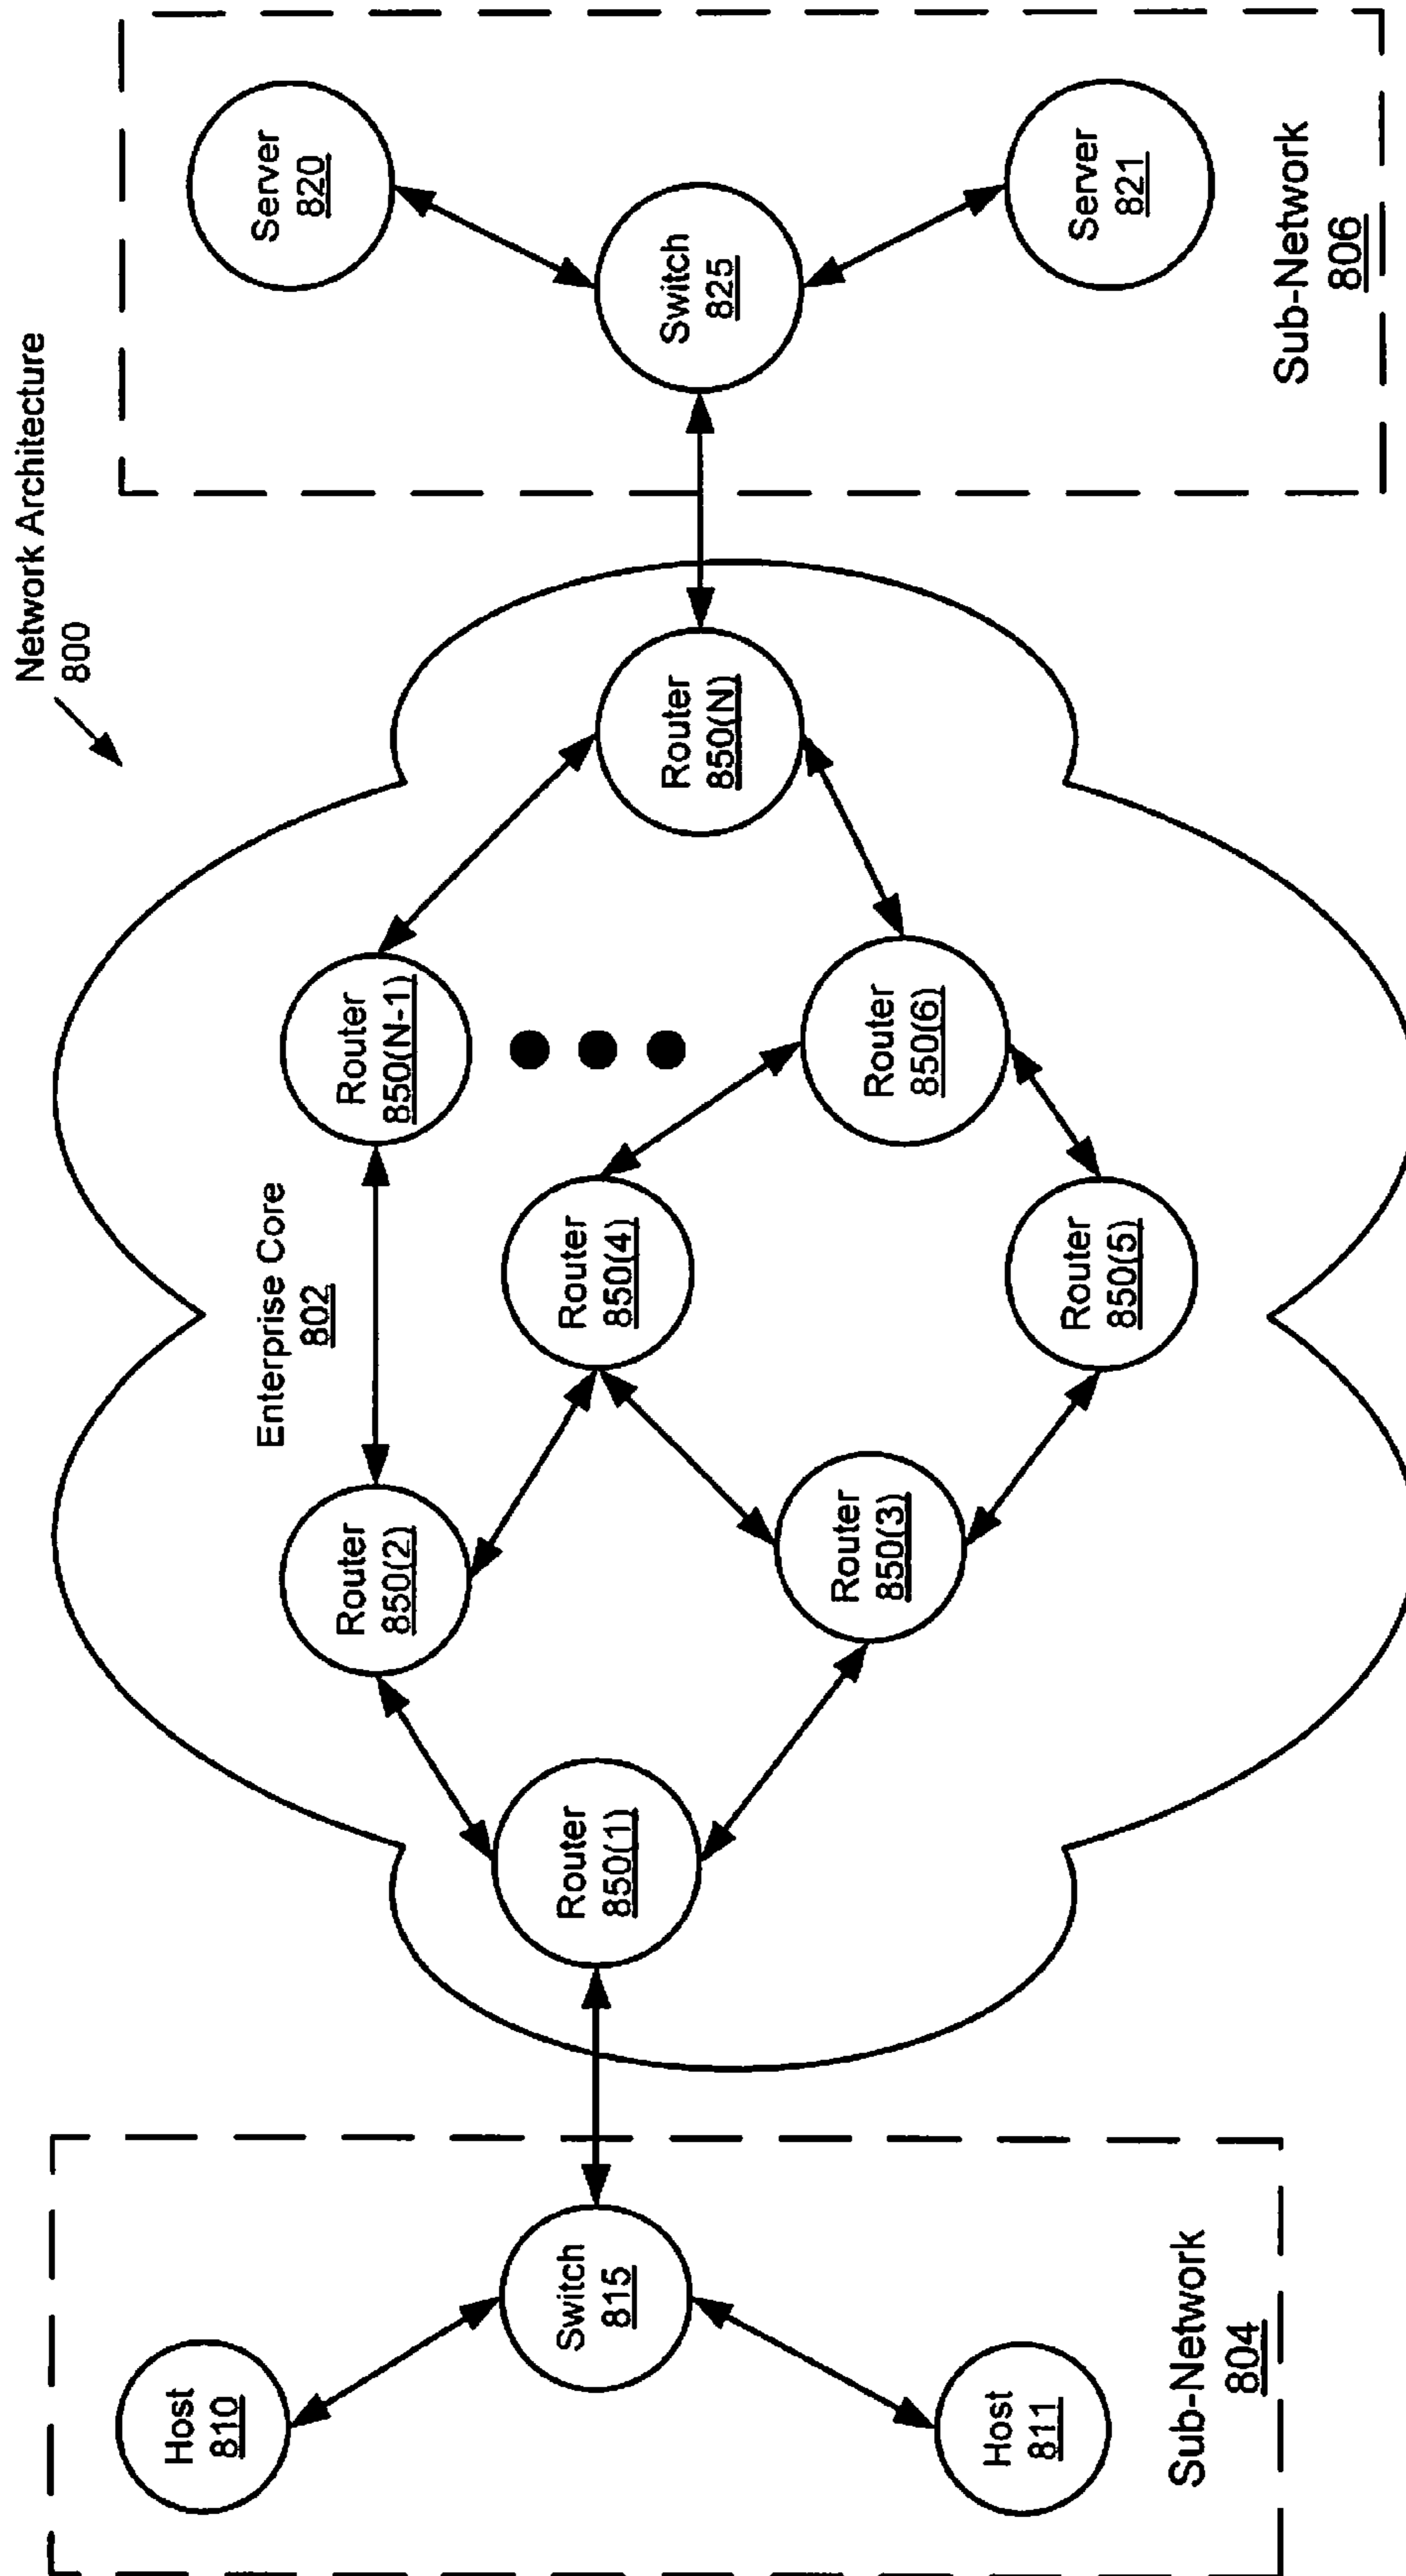 Network Architecture
800
Enterprise Core
802
Host
810
Switch
815
Host
811
Sub-Network
804
Router
850(1)
Router
850(2)
Router
850(3)
Router
850(4)
Router
850(5)
Router
850(N-1)
Router
850(6)
Router
850(N)
Server
820
Switch
825
Server
821
Sub-Network
806